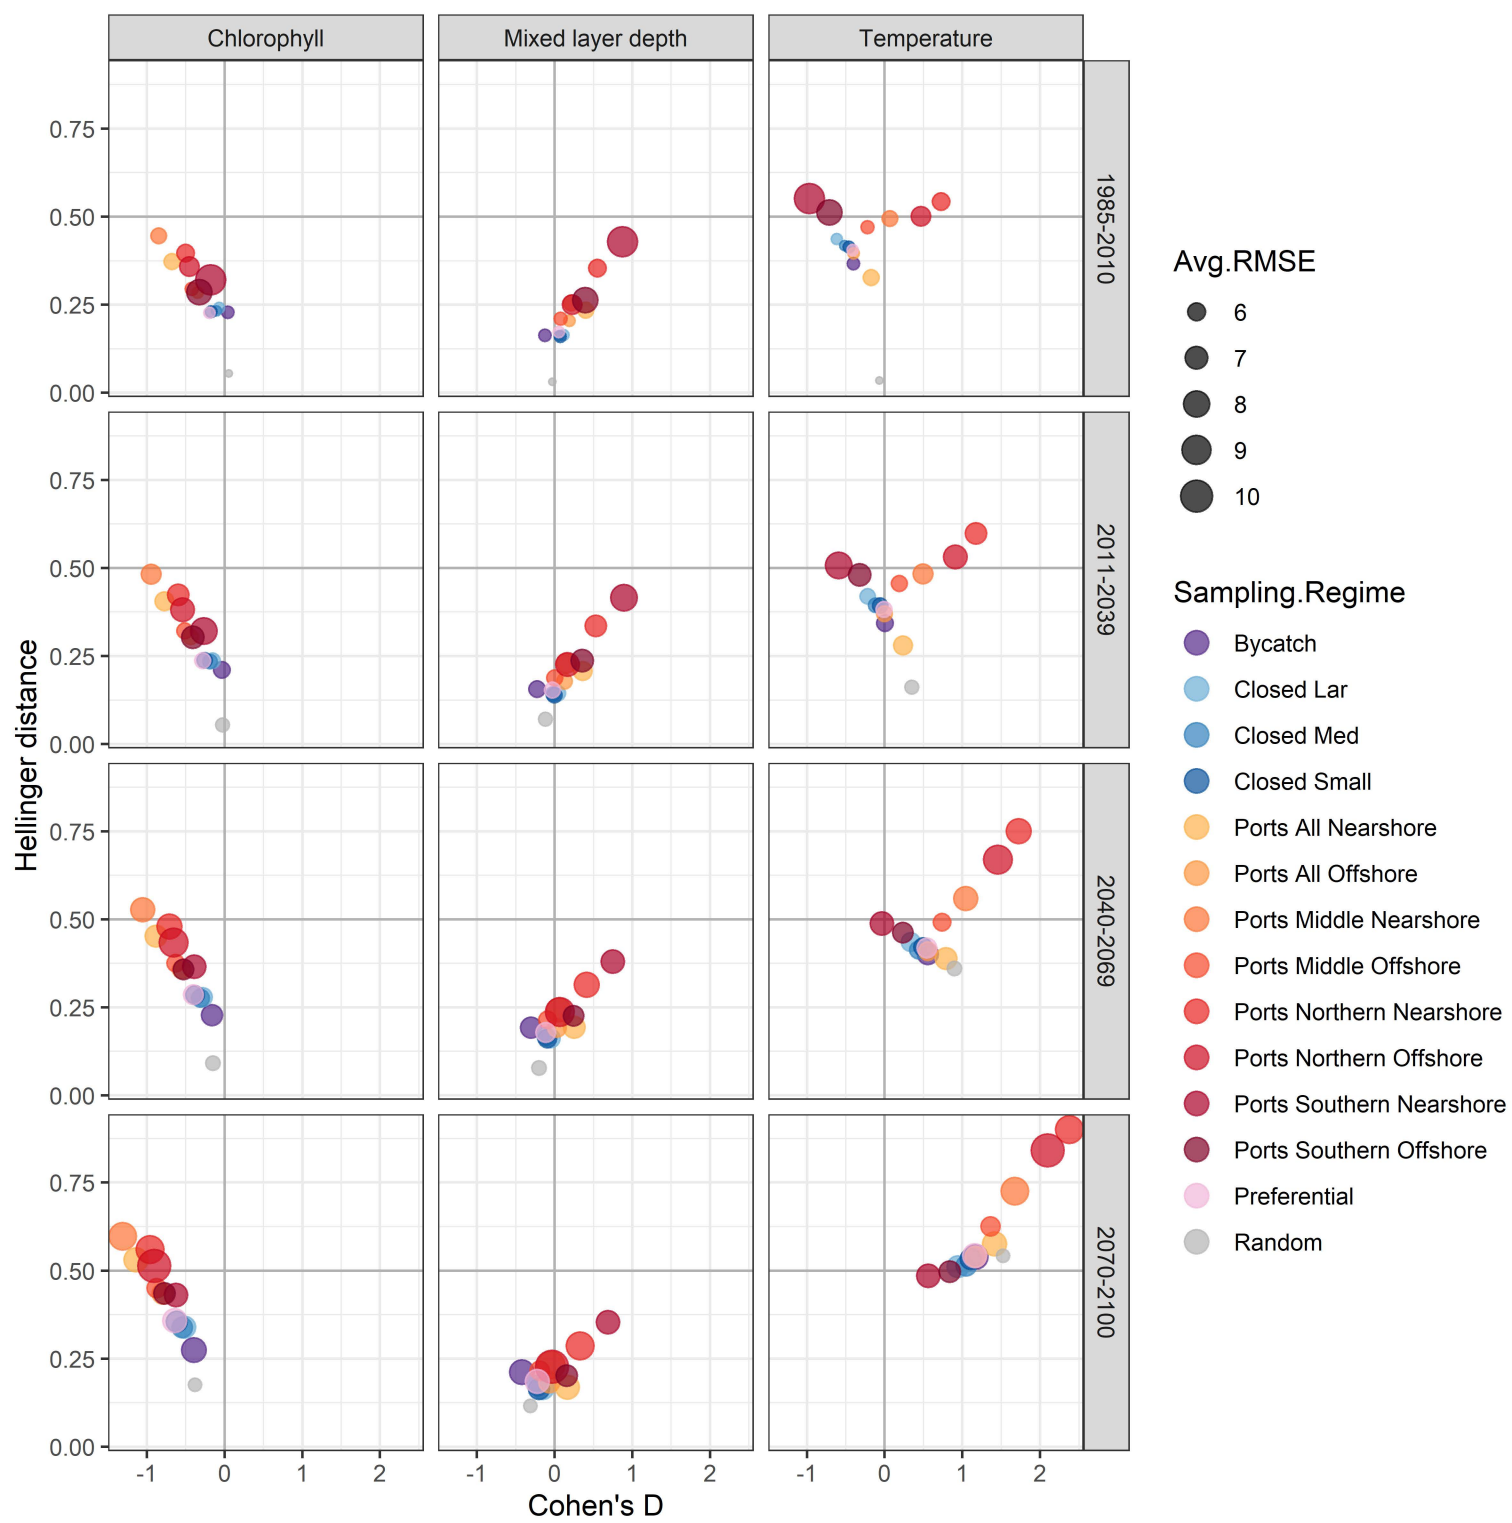 Chlorophyll
Mixed layer depth
Temperature
0.75
0.50
0.25
0.00
1985-2010
0.75
0.50
0.25
0.00
2011-2039
0.75
0.50
0.25
0.00
2040-2069
0.75
0.50
0.25
0.00
2070-2100
-1 0 1 2
-1 0 1 2
-1 0 1 2
Cohen's D
Hellinger distance
Avg.RMSE
6
7
8
9
10
Sampling.Regime
Bycatch
Closed Lar
Closed Med
Closed Small
Ports All Nearshore
Ports All Offshore
Ports Middle Nearshore
Ports Middle Offshore
Ports Northern Nearshore
Ports Northern Offshore
Ports Southern Nearshore
Ports Southern Offshore
Preferential
Random